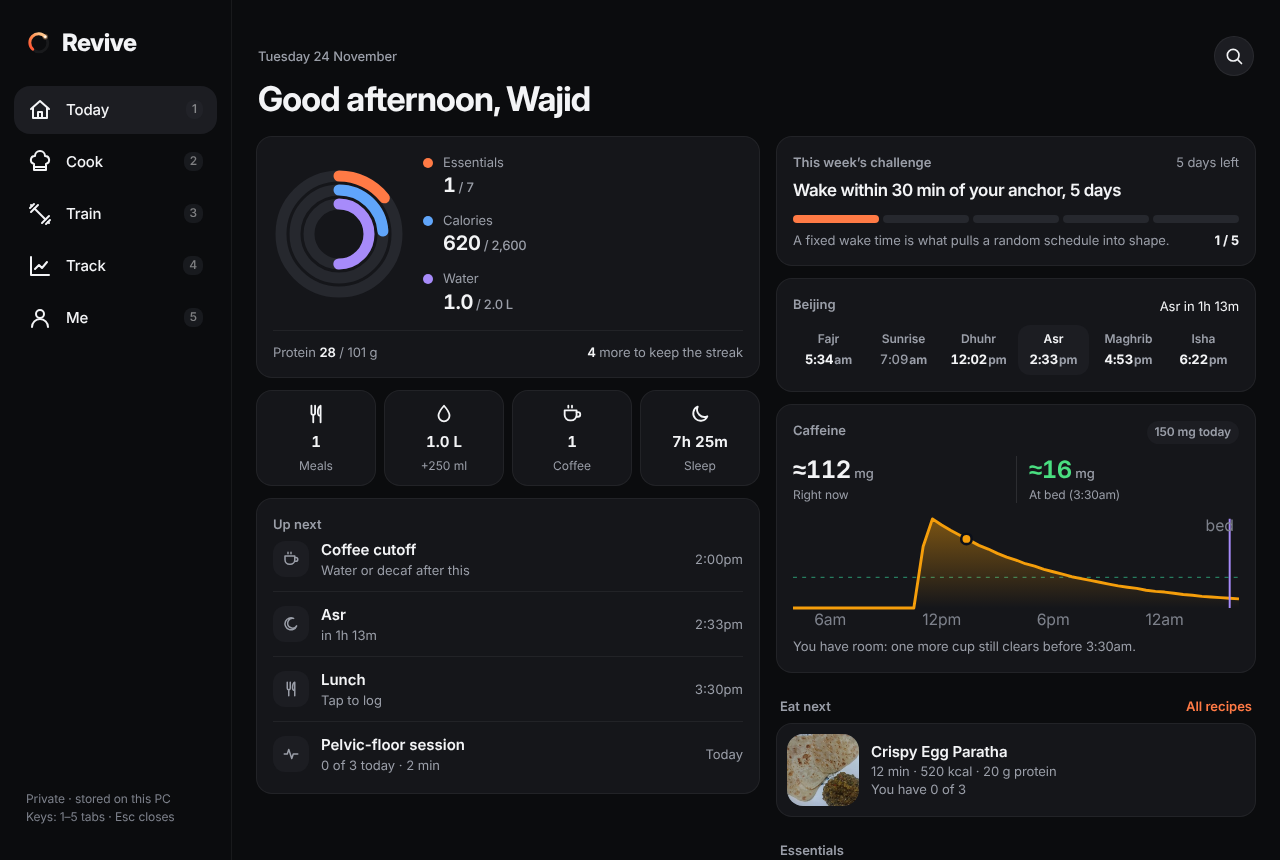 Revive
Today 1
Cook 2
Train 3
Track 4
Me 5
Private · stored on this PC
Keys: 1–5 tabs · Esc closes
Tuesday 24 November
Good afternoon, Wajid
Essentials
1 / 7
Calories
620 / 2,600
Water
1.0 / 2.0 L
Protein 28 / 101 g
4 more to keep the streak
1
Meals
1.0 L
+250 ml
1
Coffee
7h 25m
Sleep
Up next
Coffee cutoff
Water or decaf after this
2:00pm
Asr
in 1h 13m
2:33pm
Lunch
Tap to log
3:30pm
Pelvic-floor session
0 of 3 today · 2 min
Today
This week’s challenge
5 days left
Wake within 30 min of your anchor, 5 days
A fixed wake time is what pulls a random schedule into shape.
1 / 5
Beijing
Asr in 1h 13m
Fajr
5:34am
Sunrise
7:09am
Dhuhr
12:02pm
Asr
2:33pm
Maghrib
4:53pm
Isha
6:22pm
Caffeine
150 mg today
≈112 mg
Right now
≈16 mg
At bed (3:30am)
bed
6am 12pm 6pm 12am
You have room: one more cup still clears before 3:30am.
Eat next
All recipes
Crispy Egg Paratha
12 min · 520 kcal · 20 g protein
You have 0 of 3
Essentials